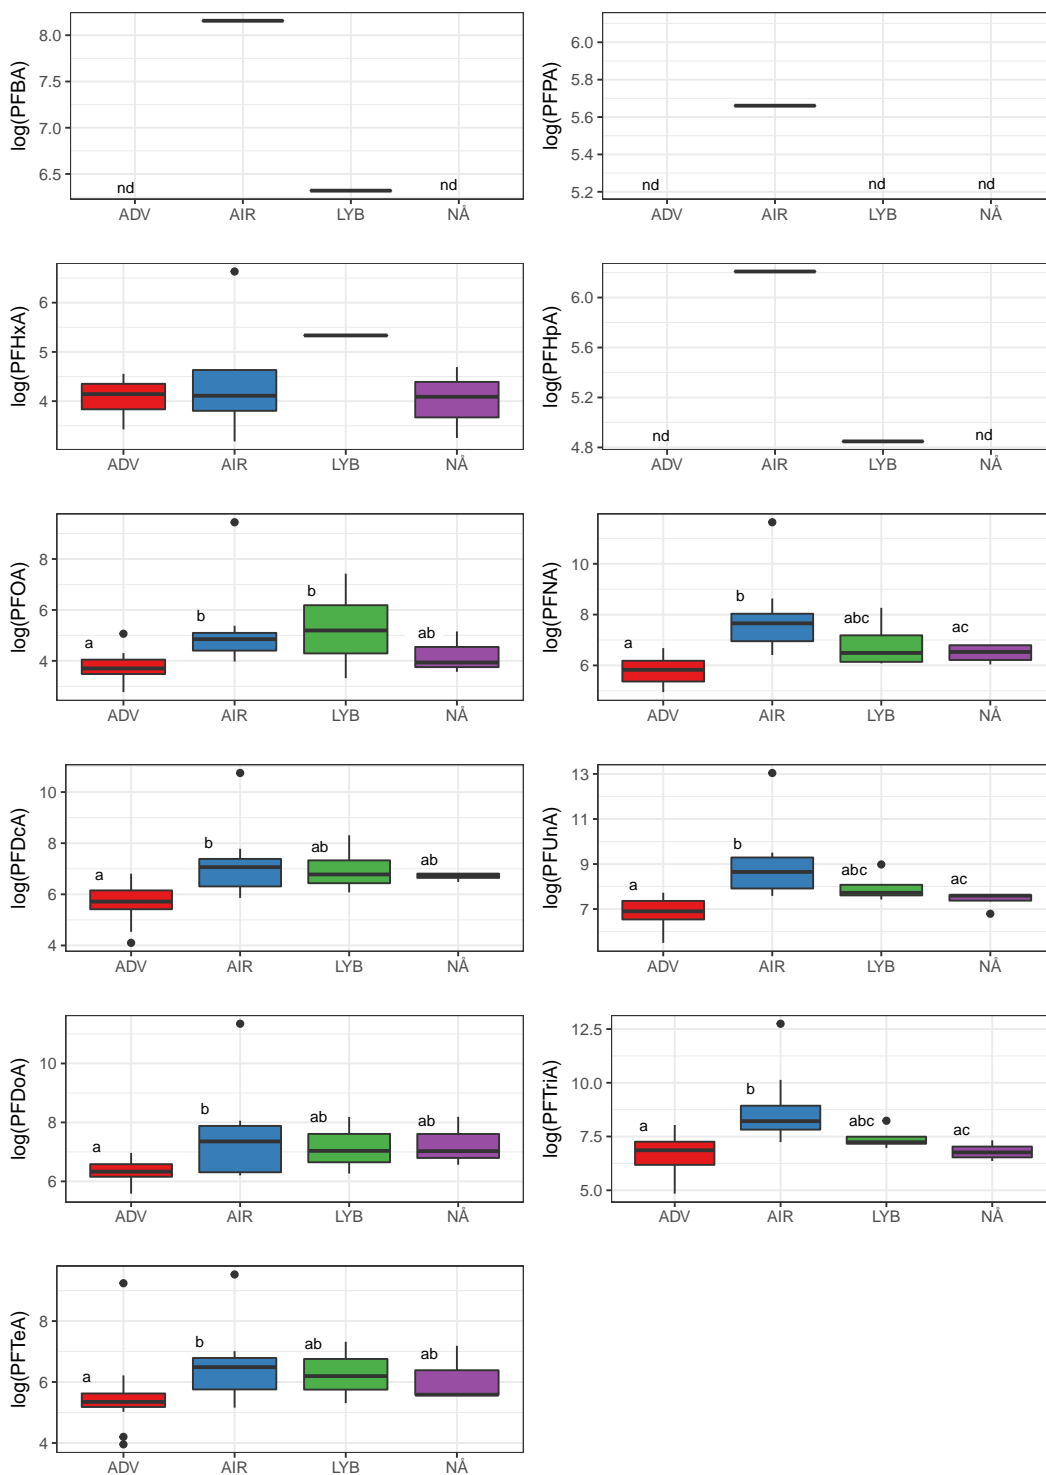 log(PFBA)
8.0
7.5
7.0
6.5
nd
nd
ADV AIR LYB NÅ
log(PFPA)
6.0
5.8
5.6
5.4
5.2
nd
nd
nd
ADV AIR LYB NÅ
log(PFHxA)
6
5
4
ADV AIR LYB NÅ
log(PFHpA)
6.0
5.6
5.2
4.8
nd
nd
ADV AIR LYB NÅ
log(PFOA)
8
6
4
a
b
b
ab
ADV AIR LYB NÅ
log(PFNA)
10
8
6
a
b
abc
ac
ADV AIR LYB NÅ
log(PFDcA)
10
8
6
4
a
b
ab
ab
ADV AIR LYB NÅ
log(PFUnA)
13
11
9
7
a
b
abc
ac
ADV AIR LYB NÅ
log(PFDoA)
10
8
6
a
b
ab
ab
ADV AIR LYB NÅ
log(PFTriA)
12.5
10.0
7.5
5.0
a
b
abc
ac
ADV AIR LYB NÅ
log(PFTeA)
8
6
4
a
b
ab
ab
ADV AIR LYB NÅ